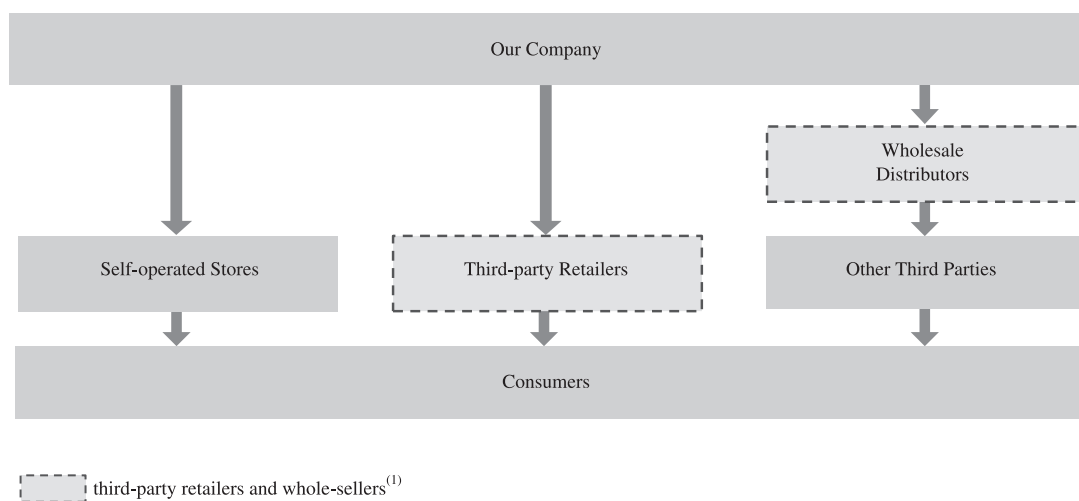 Our Company
Wholesale
Distributors
Self-operated Stores
Third-party Retailers
Other Third Parties
Consumers
third-party retailers and whole-sellers(1)